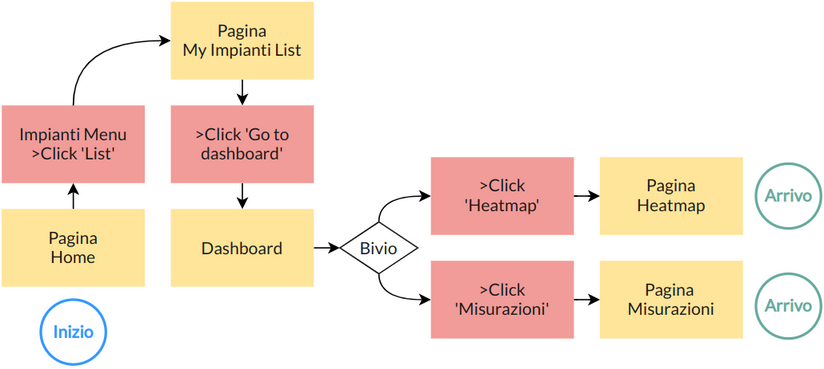 Pagina
My Impianti List
Impianti Menu
>Click 'List'
>Click 'Go to
dashboard'
Pagina
Home
Dashboard
Bivio
>Click
'Heatmap'
Pagina
Heatmap
Arrivo
>Click
'Misurazioni'
Pagina
Misurazioni
Arrivo
Inizio